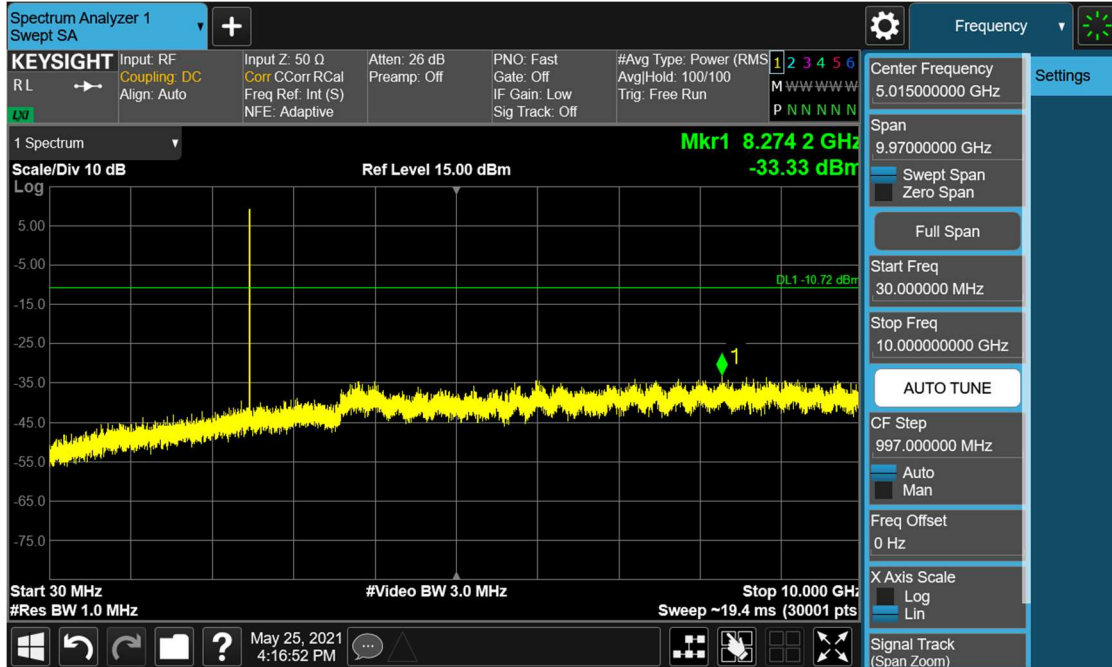 Spectrum Analyzer 1
Swept SA
+
Frequency
KEYSIGHT
R L
LXI
Input: RF
Coupling: DC
Align: Auto
Input Z: 50 Ω
Corr CCorr RCal
Freq Ref: Int (S)
NFE: Adaptive
Atten: 26 dB
Preamp: Off
PNO: Fast
Gate: Off
IF Gain: Low
Sig Track: Off
#Avg Type: Power (RMS
Avg|Hold: 100/100
Trig: Free Run
1 2 3 4 5 6
M W W W W W
P N N N N N
1 Spectrum
Scale/Div 10 dB
Log
Ref Level 15.00 dBm
Mkr1 8.274 2 GHz
-33.33 dBm
5.00
-5.00
-15.0
-25.0
-35.0
-45.0
-55.0
-65.0
-75.0
DL1 -10.72 dBm
1
Start 30 MHz
#Res BW 1.0 MHz
#Video BW 3.0 MHz
Stop 10.000 GHz
Sweep ~19.4 ms (30001 pts
?
May 25, 2021
4:16:52 PM
Center Frequency
5.015000000 GHz
Span
9.97000000 GHz
Swept Span
Zero Span
Full Span
Start Freq
30.000000 MHz
Stop Freq
10.000000000 GHz
AUTO TUNE
CF Step
997.000000 MHz
Auto
Man
Freq Offset
0 Hz
X Axis Scale
Log
Lin
Signal Track
(Span Zoom)
Settings